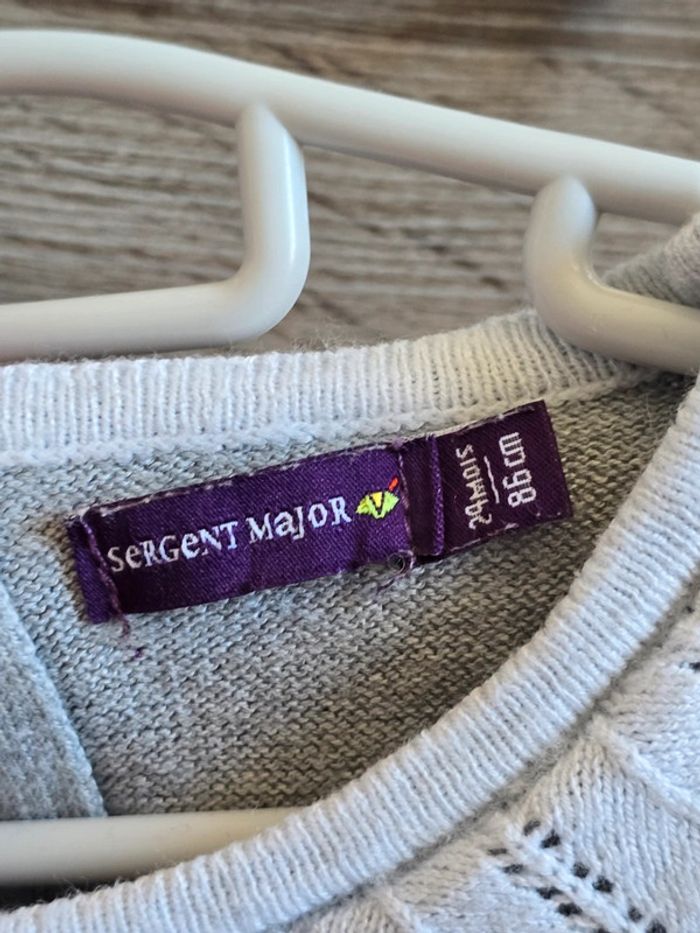 SeRGeNT MajoR
24MOIS
86cm